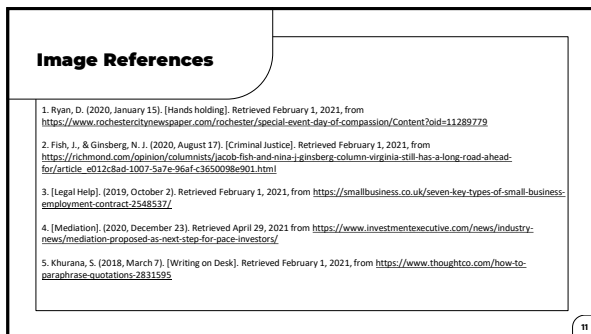 Image References
1. Ryan, D. (2020, January 15). [Hands holding]. Retrieved February 1, 2021, from
https://www.rochestercitynewspaper.com/rochester/special-event-day-of-compassion/Content?oid=11289779
2. Fish, J., & Ginsberg, N. J. (2020, August 17). [Criminal Justice]. Retrieved February 1, 2021, from
https://richmond.com/opinion/columnists/jacob-fish-and-nina-j-ginsberg-column-virginia-still-has-a-long-road-ahead-
for/article_e012c8ad-1007-5a7e-96af-c3650098e901.html
3. [Legal Help]. (2019, October 2). Retrieved February 1, 2021, from https://smallbusiness.co.uk/seven-key-types-of-small-business-
employment-contract-2548537/
4. [Mediation]. (2020, December 23). Retrieved April 29, 2021 from https://www.investmentexecutive.com/news/industry-
news/mediation-proposed-as-next-step-for-pace-investors/
5. Khurana, S. (2018, March 7). [Writing on Desk]. Retrieved February 1, 2021, from https://www.thoughtco.com/how-to-
paraphrase-quotations-2831595
11